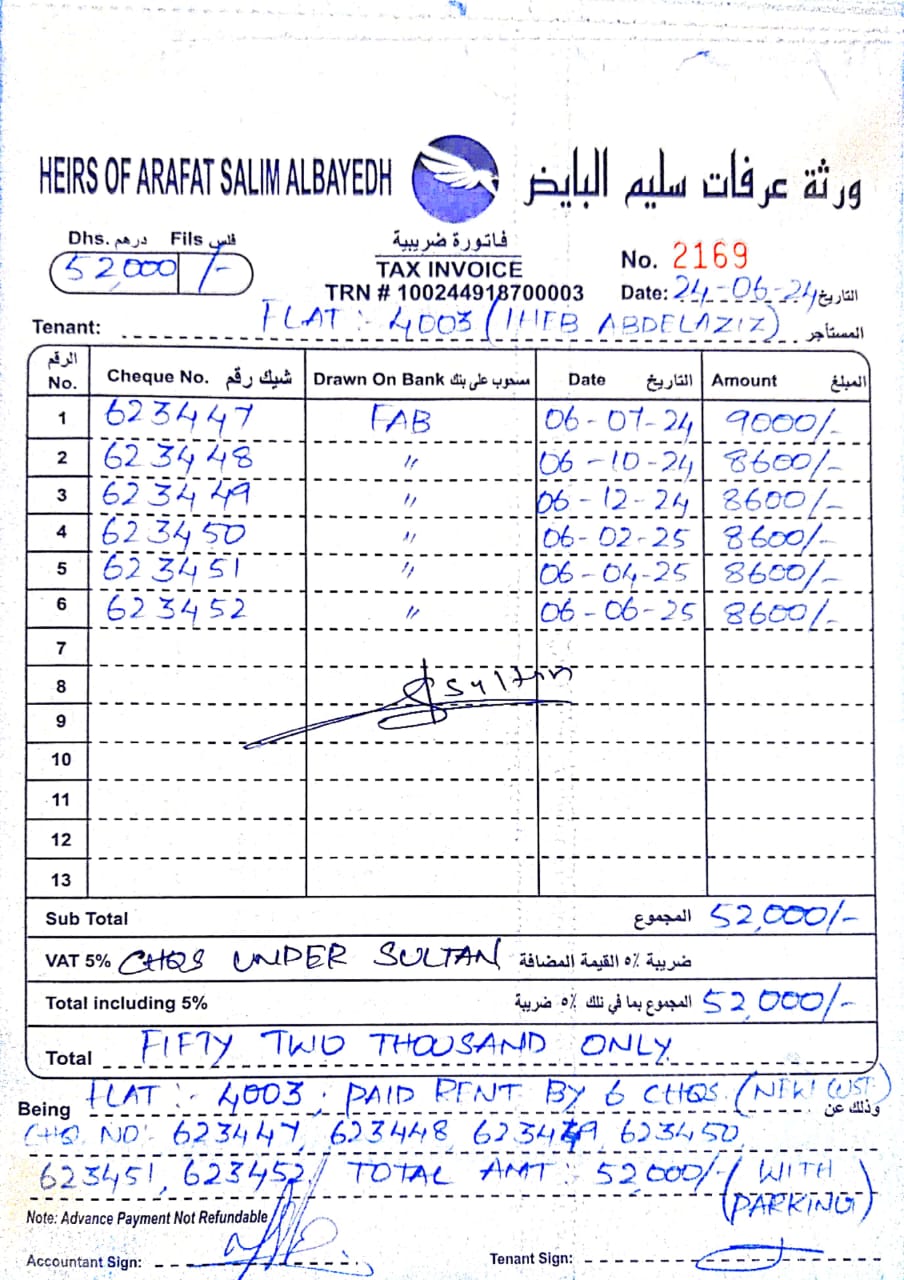 HEIRS OF ARAFAT SALIM ALBAYEDH ورثة عرفات سليم البايض
Dhs. درهم Fils فلس
52,000 /-
فاتورة ضريبية
TAX INVOICE
TRN # 100244918700003
No. 2169
Date: 24-06-24 التاريخ
Tenant: FLAT :- 4003 (IHEB ABDELAZIZ) المستأجر
الرقم No. Cheque No. شيك رقم Drawn On Bank مسحوب على بنك Date التاريخ Amount المبلغ
1 623447 FAB 06-07-24 9000/-
2 623448 〃 06-10-24 8600/-
3 623449 〃 06-12-24 8600/-
4 623450 〃 06-02-25 8600/-
5 623451 〃 06-04-25 8600/-
6 623452 〃 06-06-25 8600/-
7
8 Sultan
9
10
11
12
13
Sub Total المجموع 52,000/-
VAT 5% CHQS UNDER SULTAN ضريبة ٥٪ القيمة المضافة
Total including 5% المجموع بما في ذلك ٥٪ ضريبة 52,000/-
Total FIFTY TWO THOUSAND ONLY
Being FLAT :- 4003, PAID RENT BY 6 CHQS. وذلك عن
CHQ. NO:- 623447, 623448, 623449, 623450,
623451, 623452, TOTAL AMT :- 52,000/- (WITH
PARKING)
Note: Advance Payment Not Refundable
Accountant Sign: Tenant Sign: